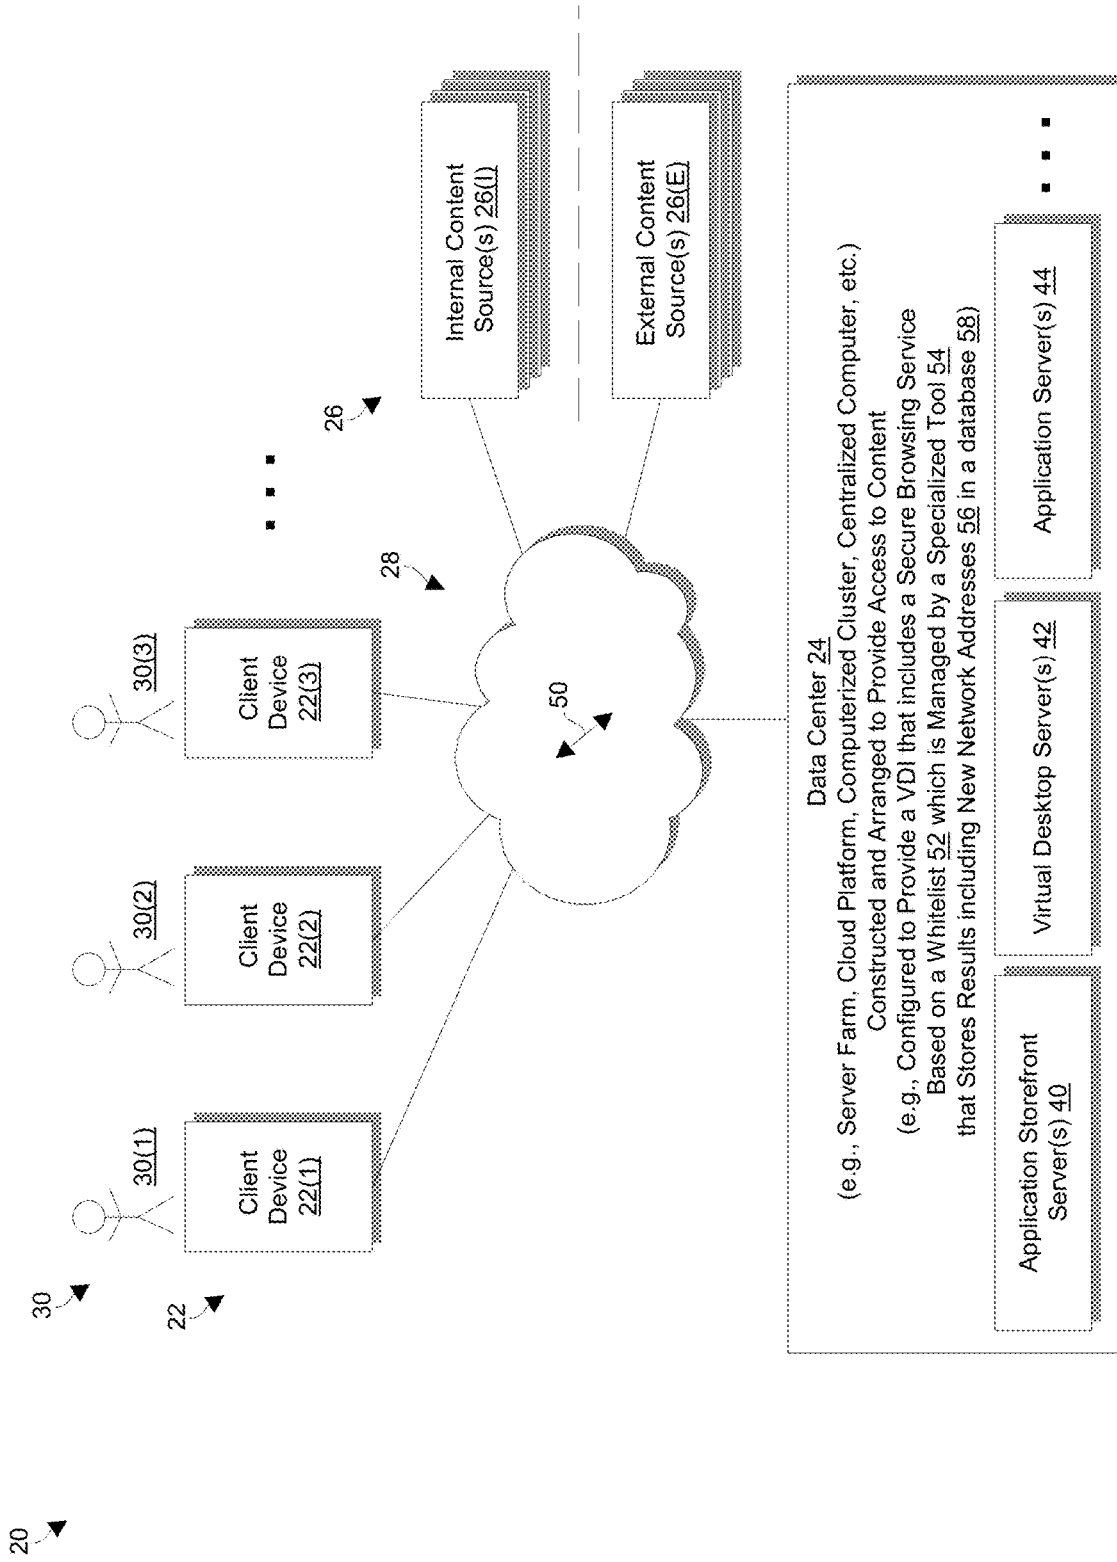 20
30
22
30(1)
30(2)
30(3)
Client
Device
22(1)
Client
Device
22(2)
Client
Device
22(3)
28
26
50
Internal Content
Source(s) 26(I)
External Content
Source(s) 26(E)
Data Center 24
(e.g., Server Farm, Cloud Platform, Computerized Cluster, Centralized Computer, etc.)
Constructed and Arranged to Provide Access to Content
(e.g., Configured to Provide a VDI that includes a Secure Browsing Service
Based on a Whitelist 52 which is Managed by a Specialized Tool 54
that Stores Results including New Network Addresses 56 in a database 58)
Application Storefront
Server(s) 40
Virtual Desktop Server(s) 42
Application Server(s) 44